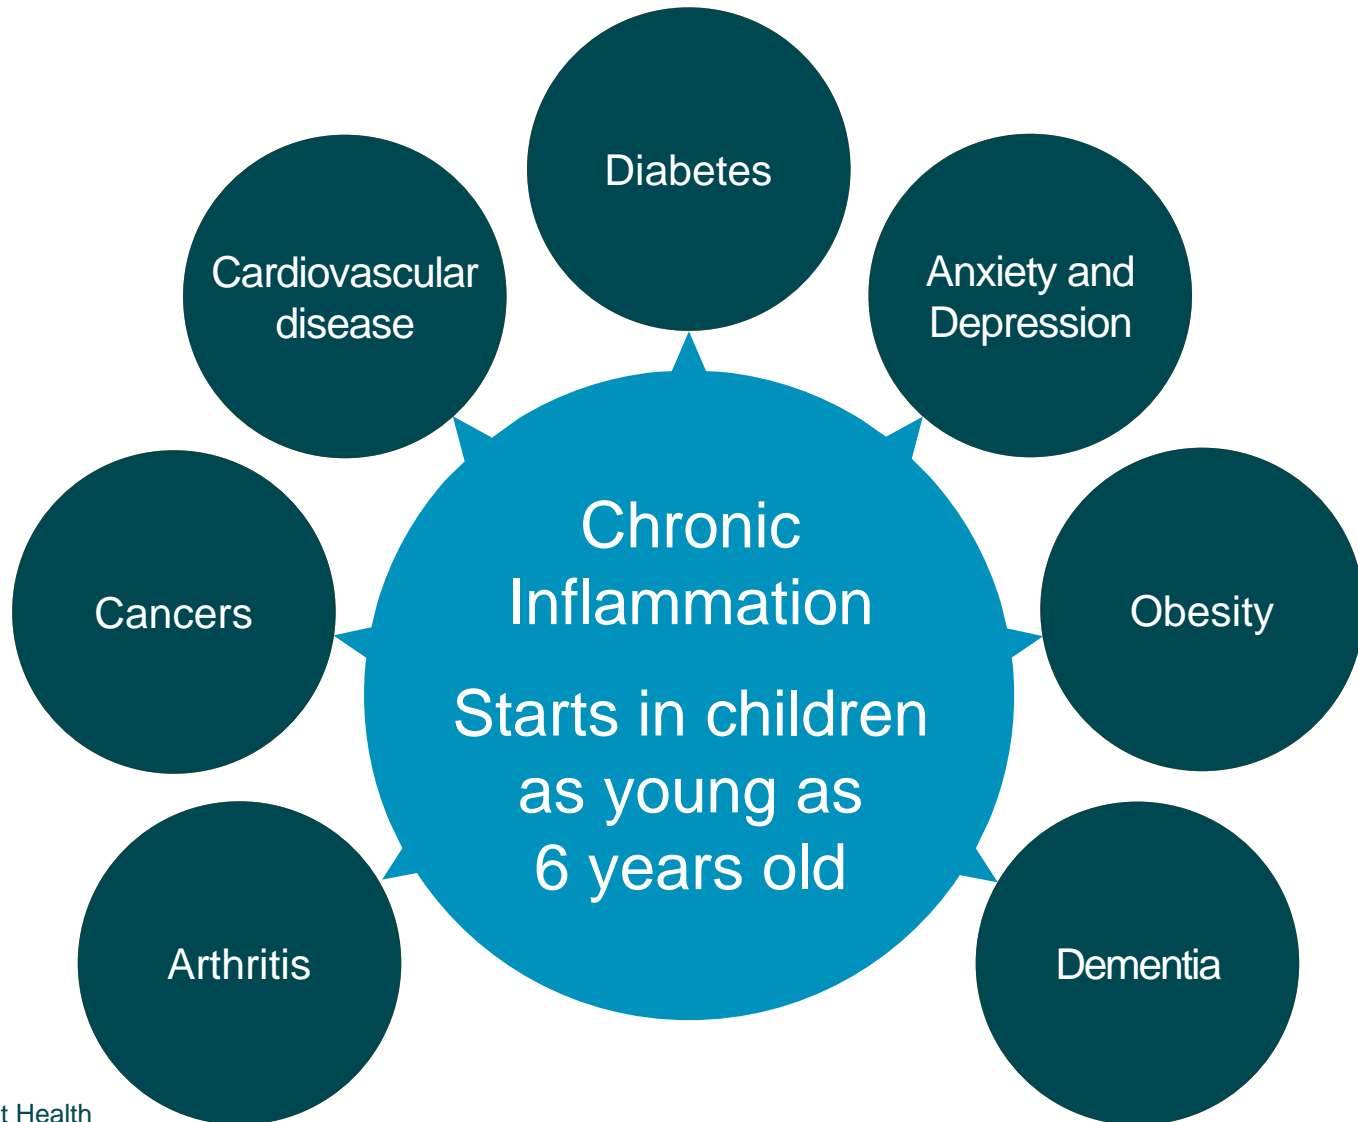 Diabetes
Cardiovascular
disease
Anxiety and
Depression
Chronic
Inflammation
Starts in children
as young as
6 years old
Cancers
Obesity
Arthritis
Dementia
t Health